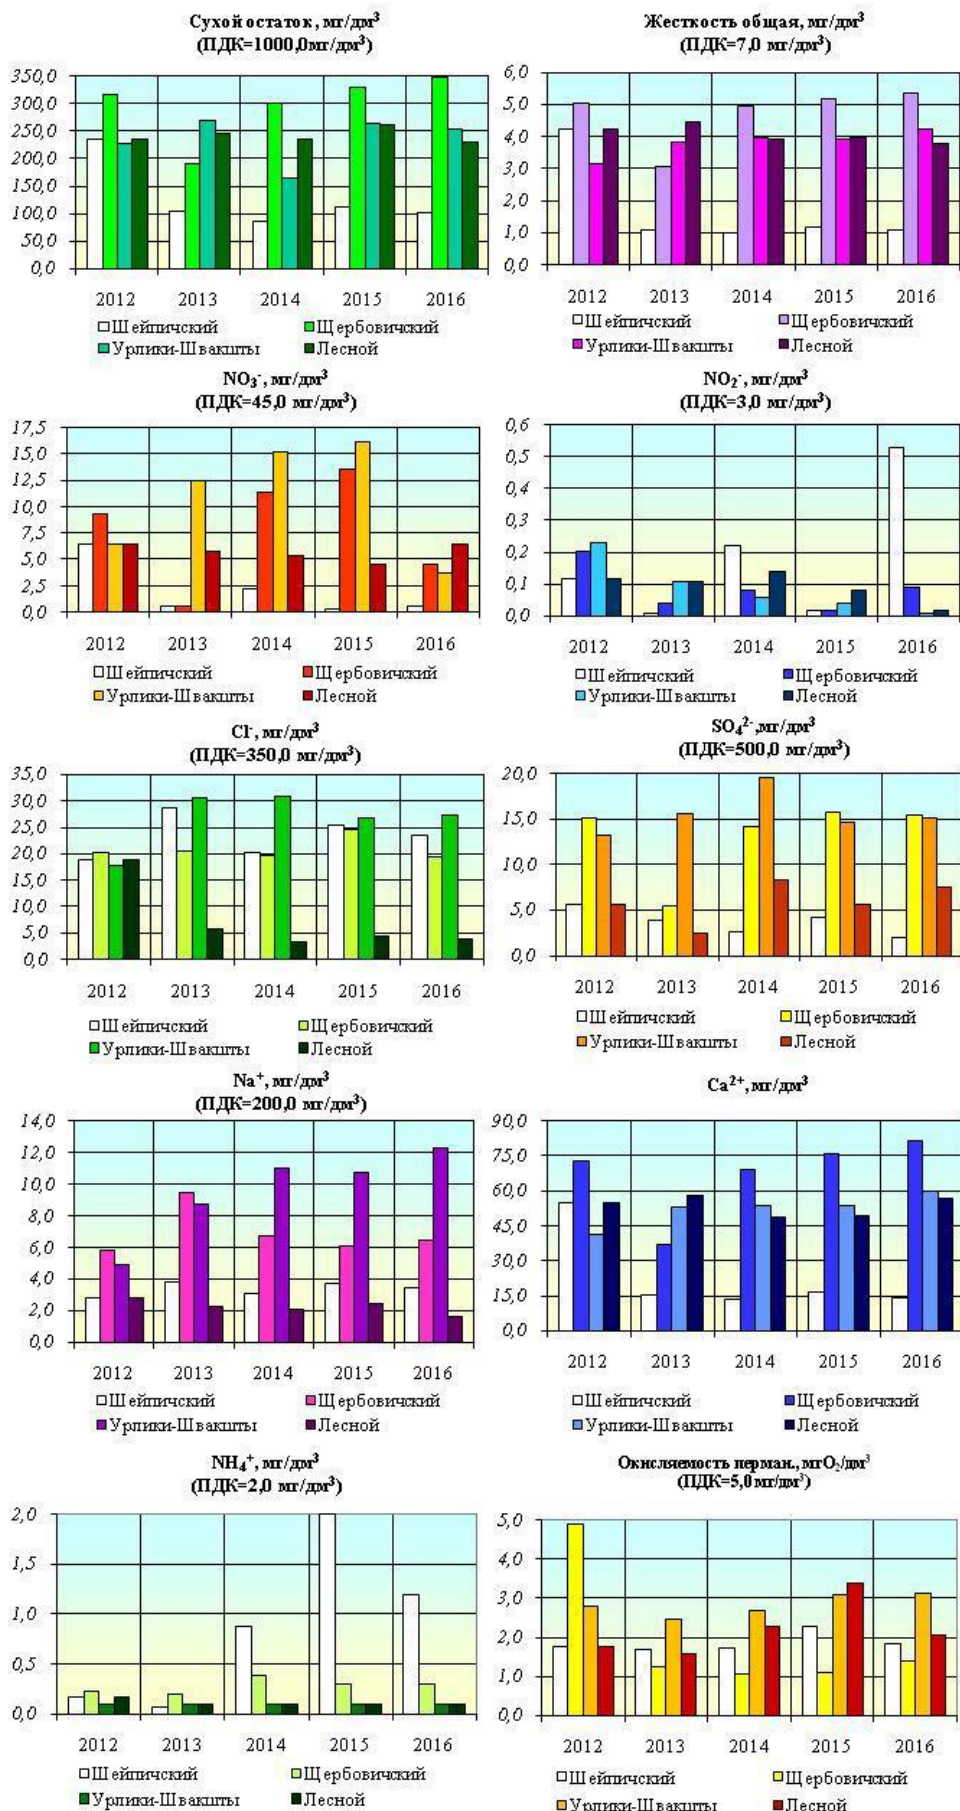 Сухой остаток, мг/дм³
(ПДК=1000,0мг/дм³)
350,0
300,0
250,0
200,0
150,0
100,0
50,0
0,0
2012 2013 2014 2015 2016
Шейпичский Щербовичский
Урлики-Швакшты Лесной
Жесткость общая, мг/дм³
(ПДК=7,0 мг/дм³)
6,0
5,0
4,0
3,0
2,0
1,0
0,0
2012 2013 2014 2015 2016
Шейпичский Щербовичский
Урлики-Швакшты Лесной
NO₃⁻, мг/дм³
(ПДК=45,0 мг/дм³)
17,5
15,0
12,5
10,0
7,5
5,0
2,5
0,0
2012 2013 2014 2015 2016
Шейпичский Щербовичский
Урлики-Швакшты Лесной
NO₂⁻, мг/дм³
(ПДК=3,0 мг/дм³)
0,6
0,5
0,4
0,3
0,2
0,1
0,0
2012 2013 2014 2015 2016
Шейпичский Щербовичский
Урлики-Швакшты Лесной
Cl⁻, мг/дм³
(ПДК=350,0 мг/дм³)
35,0
30,0
25,0
20,0
15,0
10,0
5,0
0,0
2012 2013 2014 2015 2016
Шейпичский Щербовичский
Урлики-Швакшты Лесной
SO₄²⁻,мг/дм³
(ПДК=500,0 мг/дм³)
20,0
15,0
10,0
5,0
0,0
2012 2013 2014 2015 2016
Шейпичский Щербовичский
Урлики-Швакшты Лесной
Na⁺, мг/дм³
(ПДК=200,0 мг/дм³)
14,0
12,0
10,0
8,0
6,0
4,0
2,0
0,0
2012 2013 2014 2015 2016
Шейпичский Щербовичский
Урлики-Швакшты Лесной
Ca²⁺, мг/дм³
90,0
75,0
60,0
45,0
30,0
15,0
0,0
2012 2013 2014 2015 2016
Шейпичский Щербовичский
Урлики-Швакшты Лесной
NH₄⁺, мг/дм³
(ПДК=2,0 мг/дм³)
2,0
1,5
1,0
0,5
0,0
2012 2013 2014 2015 2016
Шейпичский Щербовичский
Урлики-Швакшты Лесной
Окисляемость перман., мгO₂/дм³
(ПДК=5,0мг/дм³)
5,0
4,0
3,0
2,0
1,0
0,0
2012 2013 2014 2015 2016
Шейпичский Щербовичский
Урлики-Швакшты Лесной